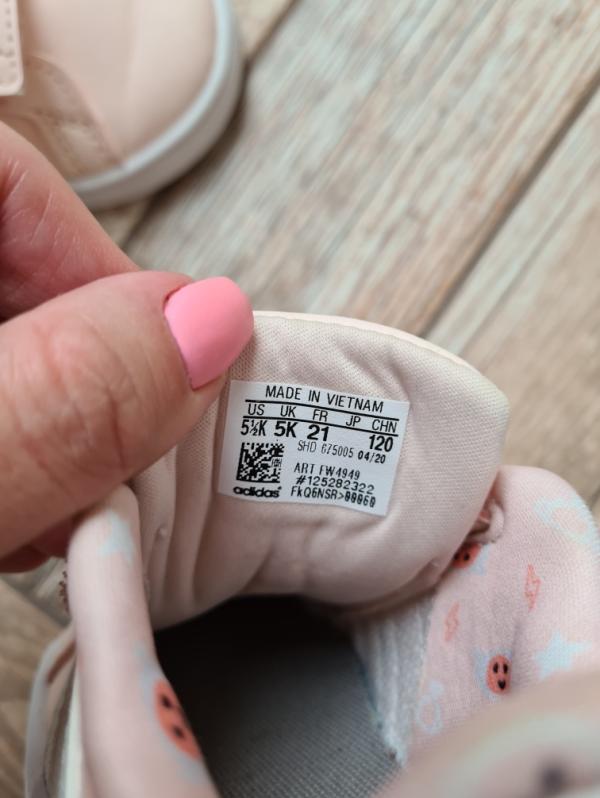 MADE IN VIETNAM
US UK FR JP CHN
5½K 5K 21 120
SHD 675005 04/20
ART FW4949
#125282322
adidas FkQ6NSR>00060